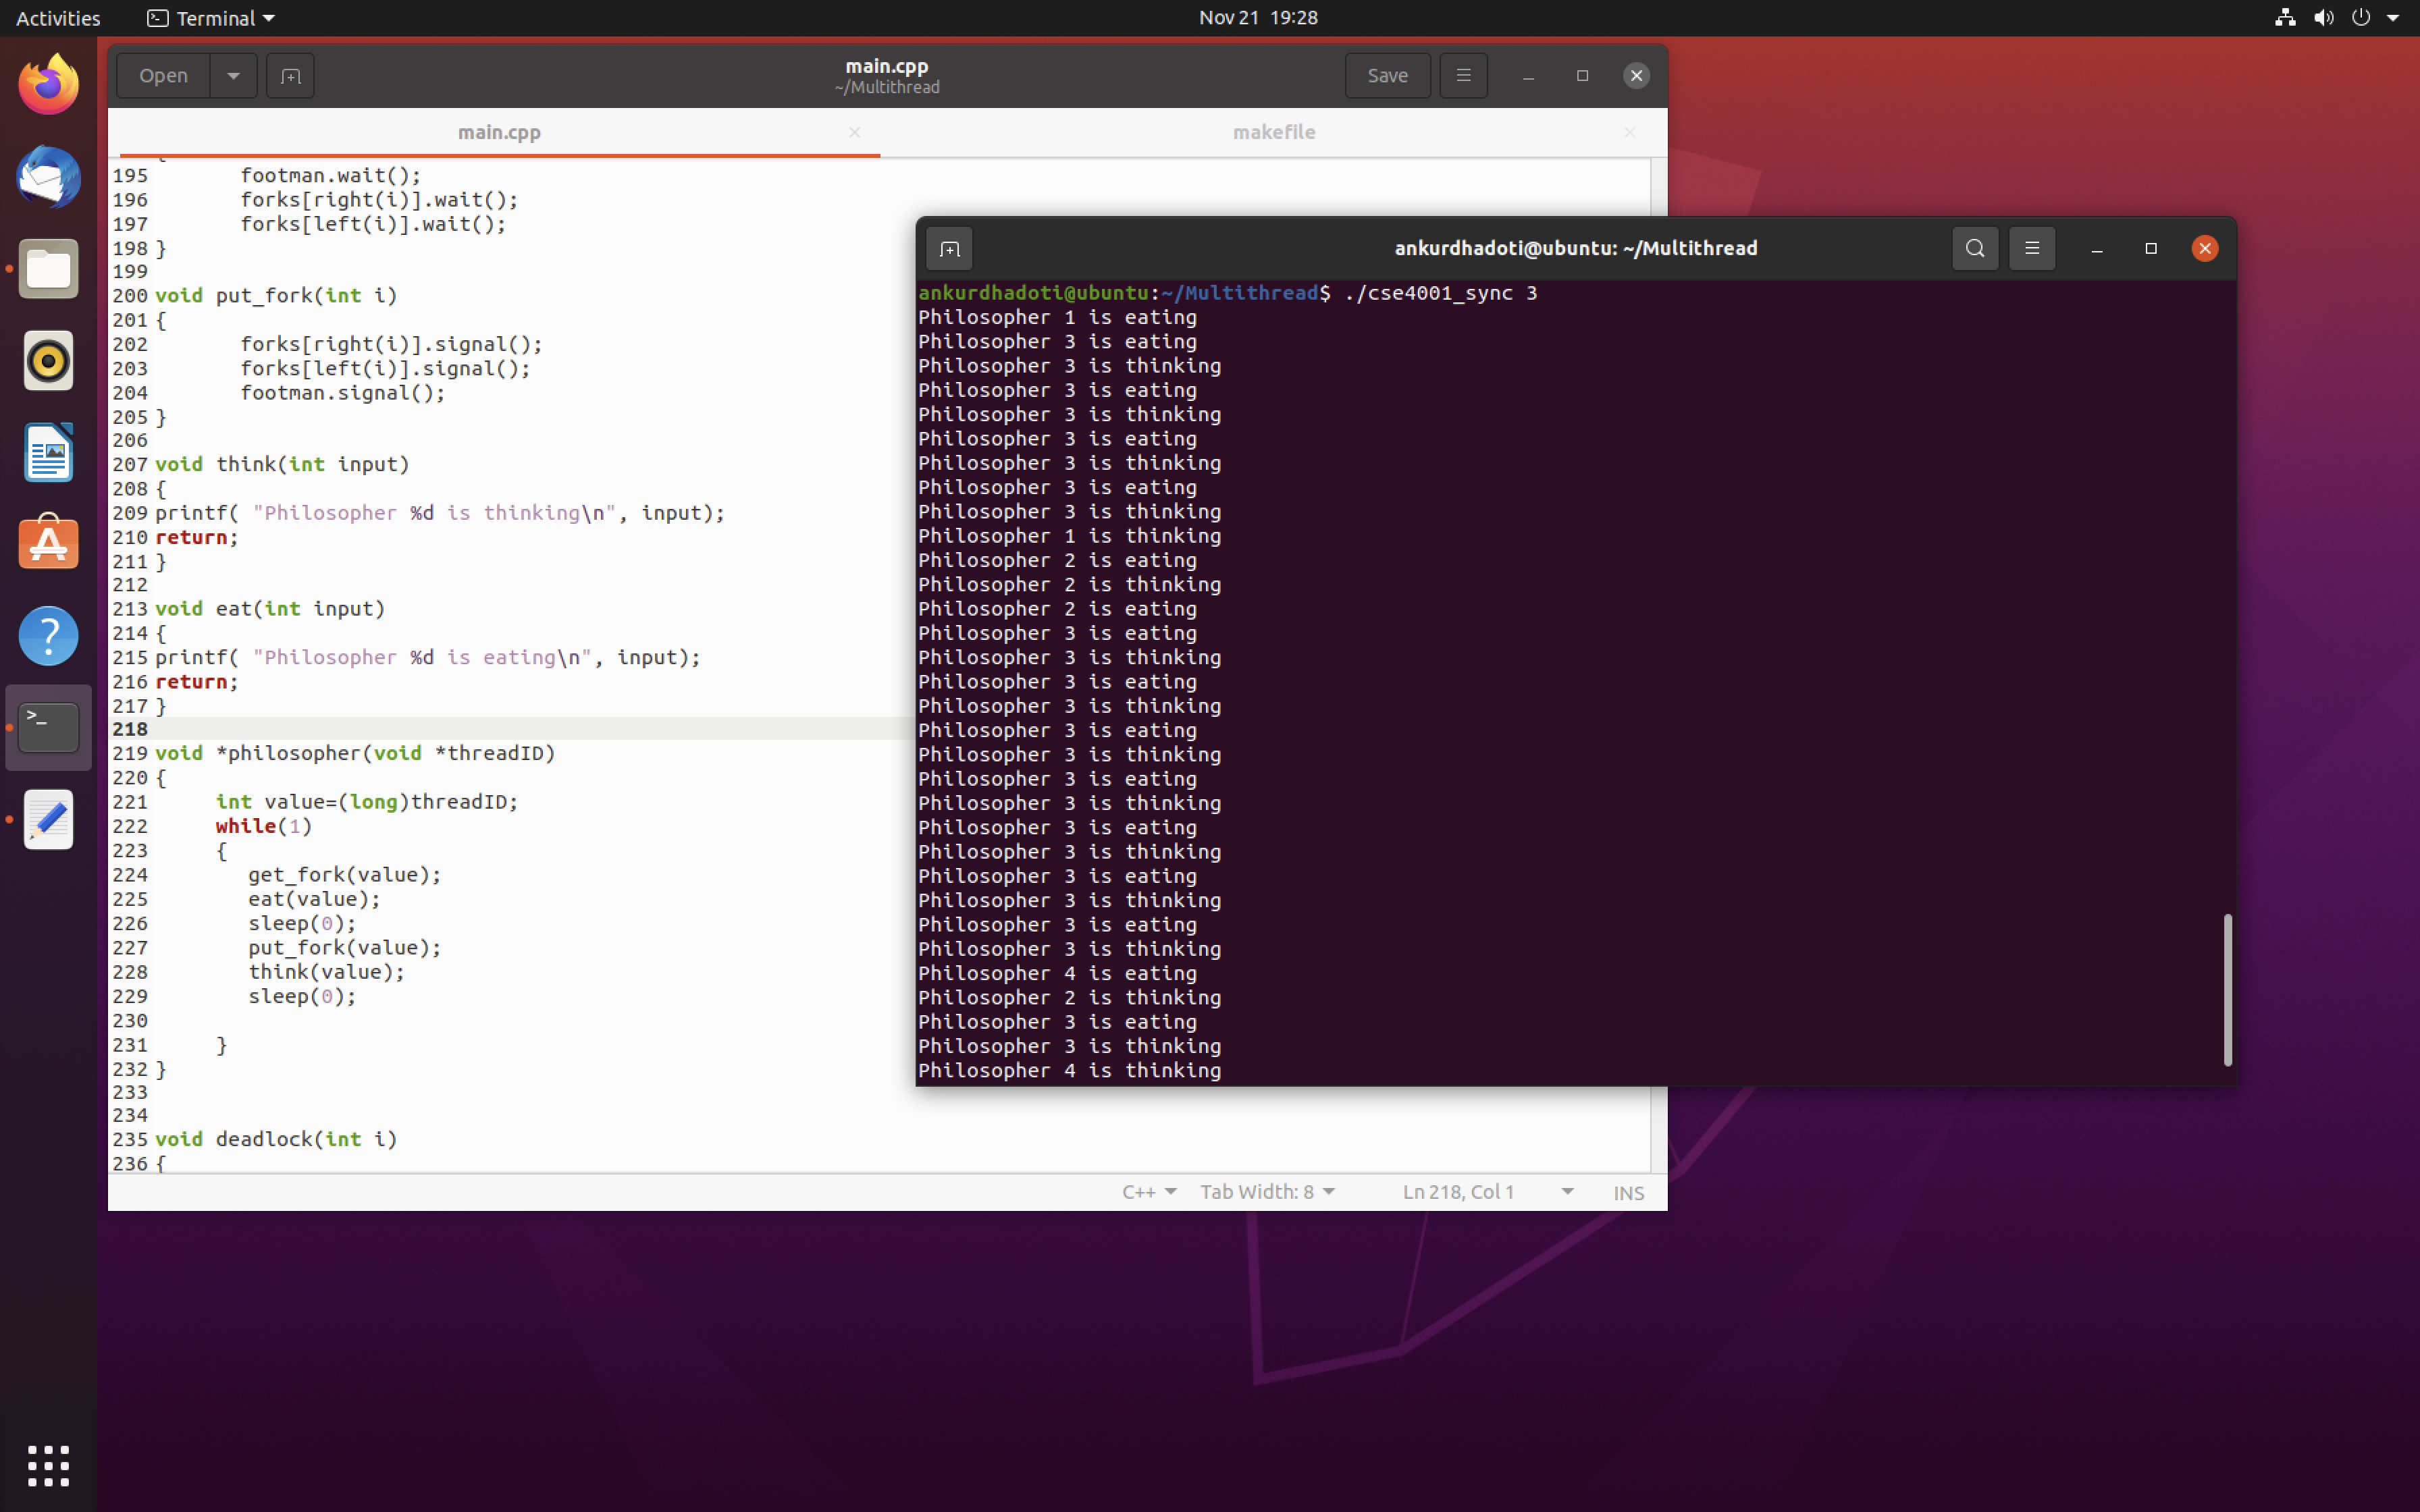 Activities
Terminal
Nov 21 19:28
Open
main.cpp
~/Multithread
Save
main.cpp
makefile
195 footman.wait();
196 forks[right(i)].wait();
197 forks[left(i)].wait();
198 }
199
200 void put_fork(int i)
201 {
202 forks[right(i)].signal();
203 forks[left(i)].signal();
204 footman.signal();
205 }
206
207 void think(int input)
208 {
209 printf( "Philosopher %d is thinking\n", input);
210 return;
211 }
212
213 void eat(int input)
214 {
215 printf( "Philosopher %d is eating\n", input);
216 return;
217 }
218
219 void *philosopher(void *threadID)
220 {
221 int value=(long)threadID;
222 while(1)
223 {
224 get_fork(value);
225 eat(value);
226 sleep(0);
227 put_fork(value);
228 think(value);
229 sleep(0);
230
231 }
232 }
233
234
235 void deadlock(int i)
236 {
C++ Tab Width: 8 Ln 218, Col 1 INS
ankurdhadoti@ubuntu: ~/Multithread
ankurdhadoti@ubuntu:~/Multithread$ ./cse4001_sync 3
Philosopher 1 is eating
Philosopher 3 is eating
Philosopher 3 is thinking
Philosopher 3 is eating
Philosopher 3 is thinking
Philosopher 3 is eating
Philosopher 3 is thinking
Philosopher 3 is eating
Philosopher 3 is thinking
Philosopher 1 is thinking
Philosopher 2 is eating
Philosopher 2 is thinking
Philosopher 2 is eating
Philosopher 3 is eating
Philosopher 3 is thinking
Philosopher 3 is eating
Philosopher 3 is thinking
Philosopher 3 is eating
Philosopher 3 is thinking
Philosopher 3 is eating
Philosopher 3 is thinking
Philosopher 3 is eating
Philosopher 3 is thinking
Philosopher 3 is eating
Philosopher 3 is thinking
Philosopher 3 is eating
Philosopher 3 is thinking
Philosopher 4 is eating
Philosopher 2 is thinking
Philosopher 3 is eating
Philosopher 3 is thinking
Philosopher 4 is thinking